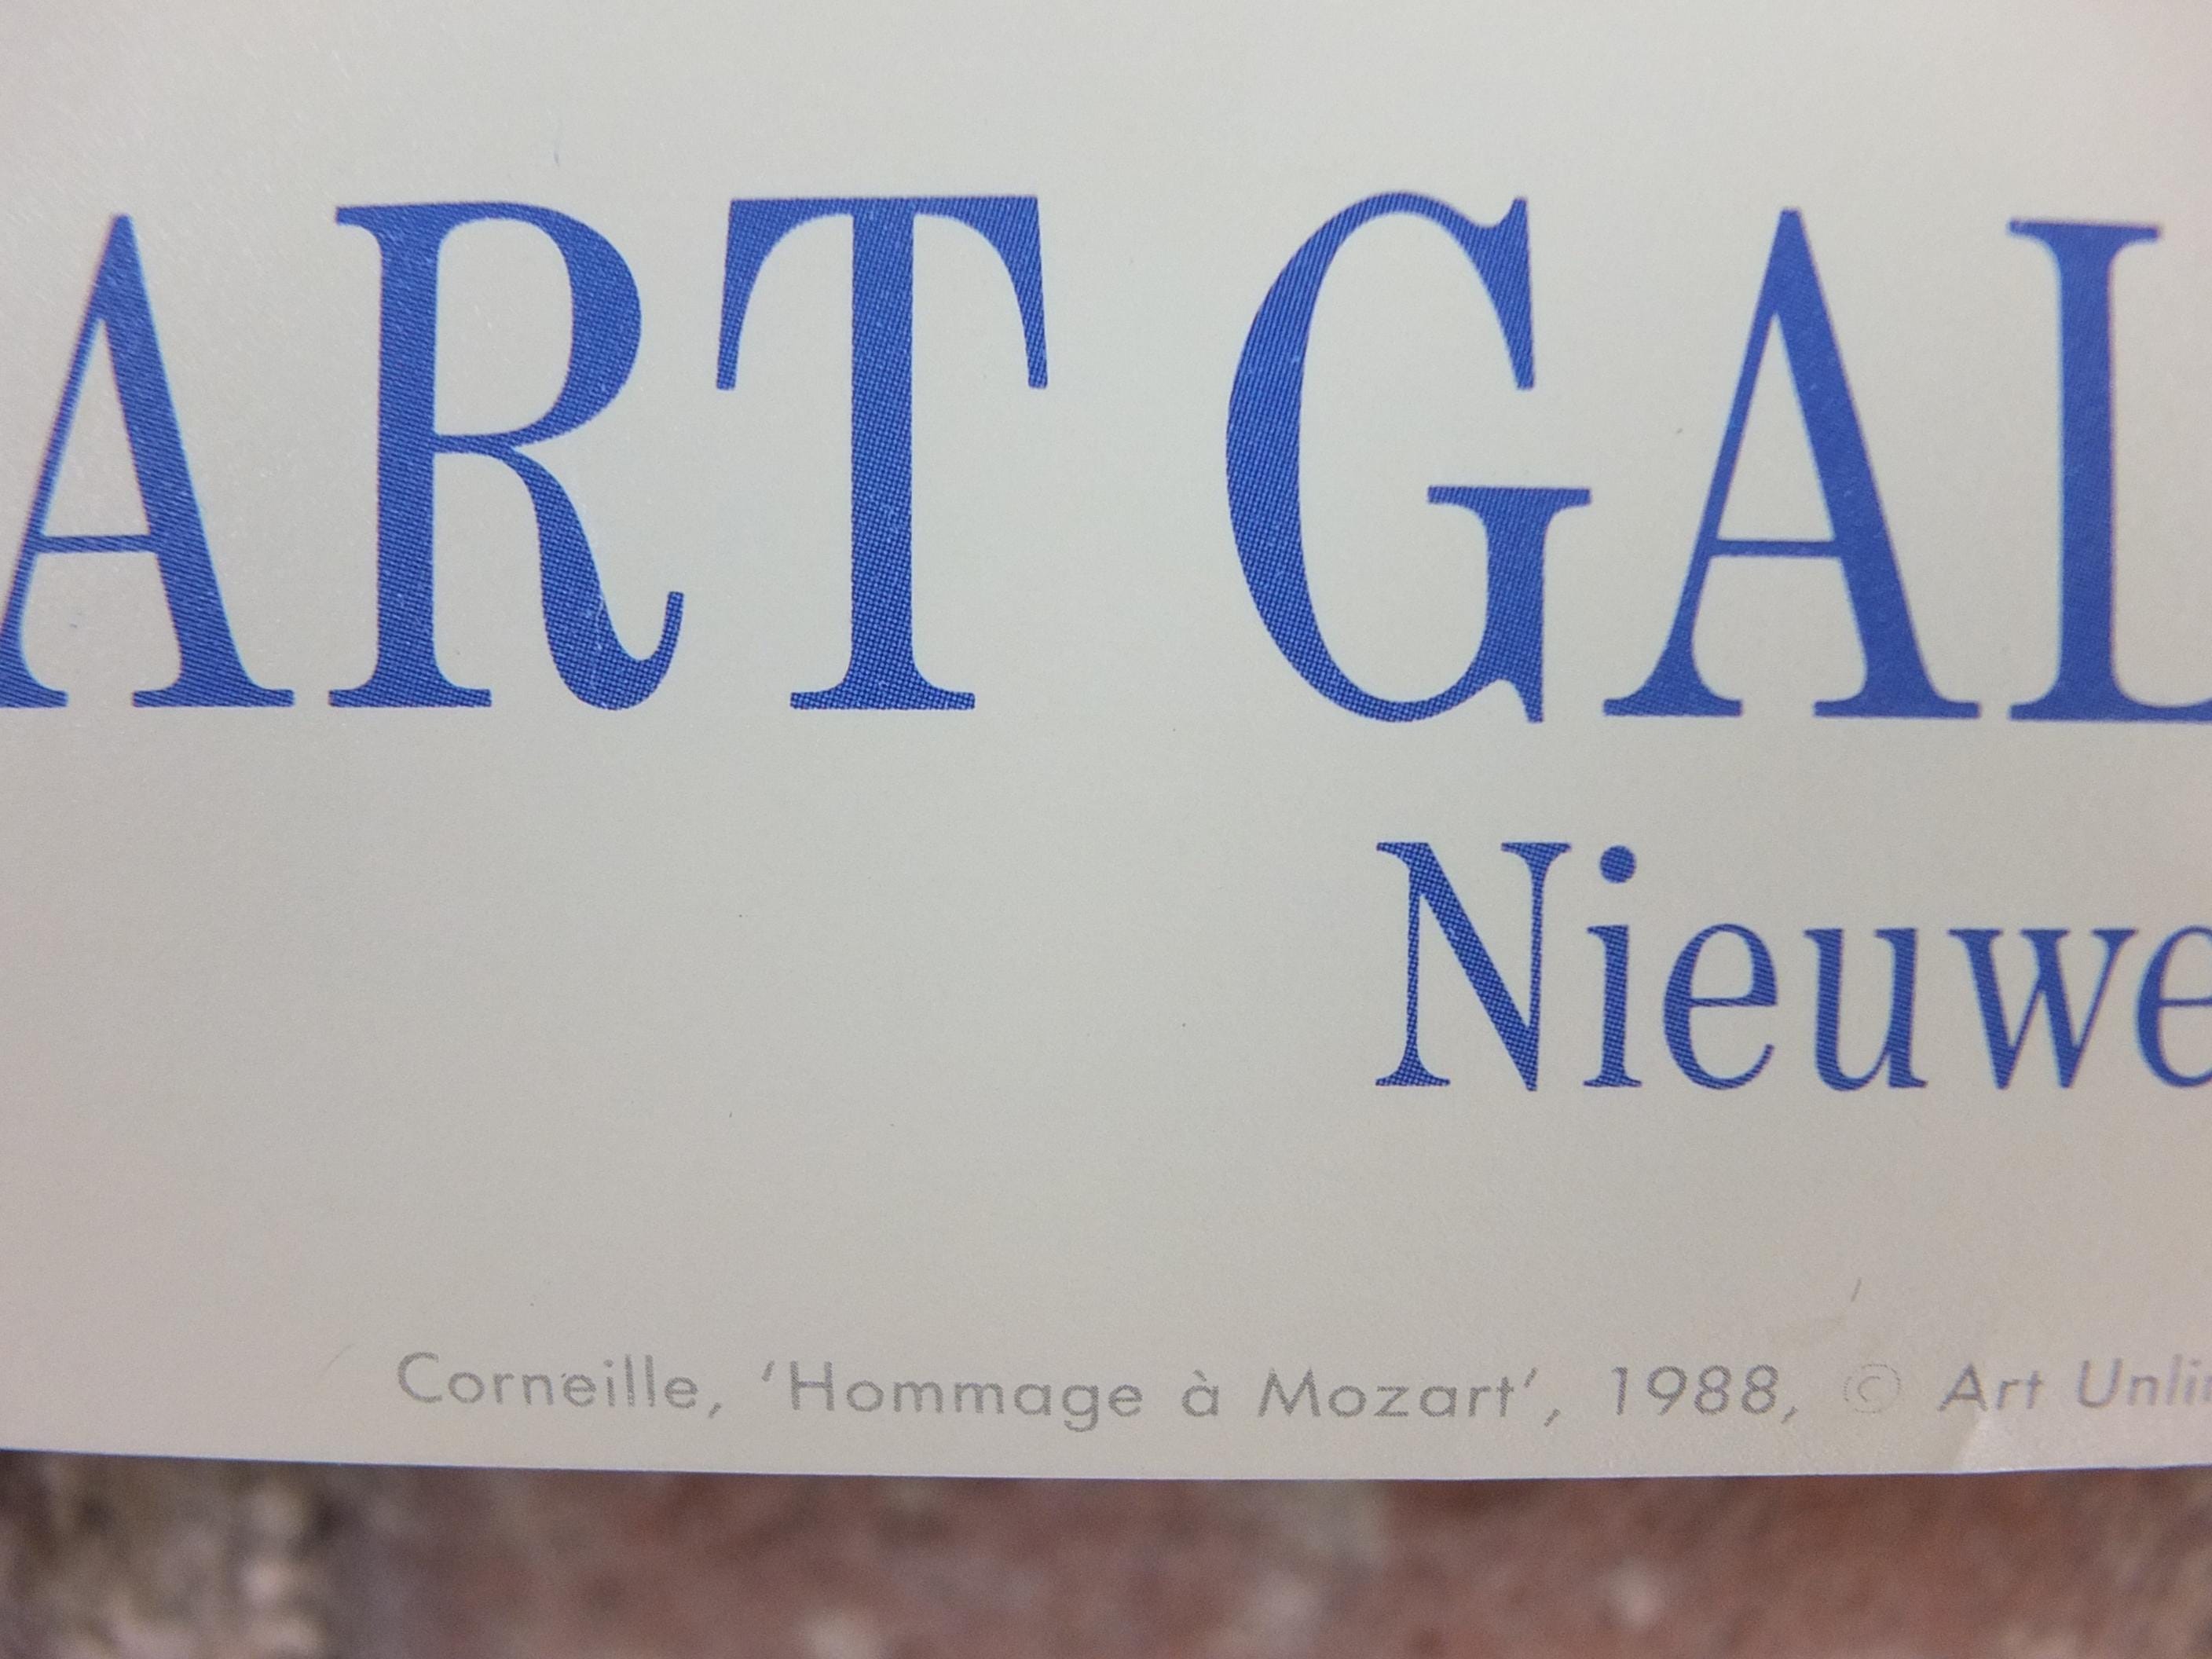 ART GAL
Nieuwe
Corneille, 'Hommage à Mozart', 1988, © Art Unli